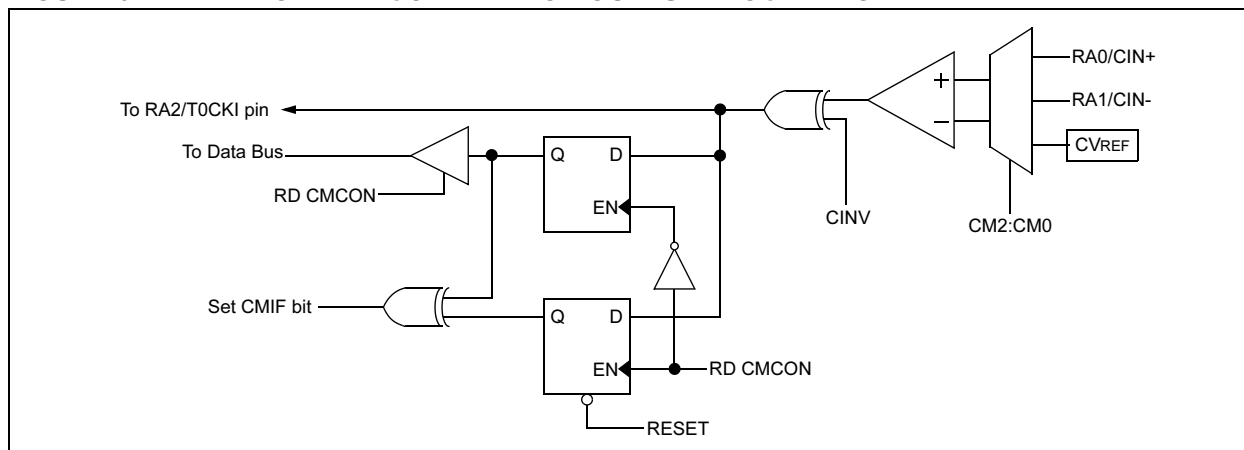 RA0/CIN+
To RA2/T0CKI pin
RA1/CIN-
+
−
To Data Bus
Q D
CVREF
RD CMCON
EN
CINV
CM2:CM0
Set CMIF bit
Q D
EN
RD CMCON
RESET